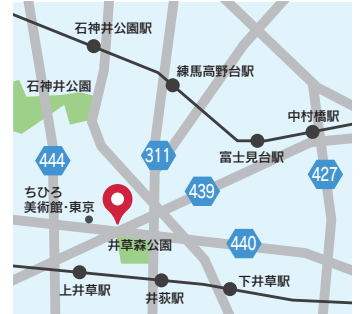 石神井公園駅
練馬高野台駅
石神井公園
中村橋駅
富士見台駅
444
311
427
439
ちひろ
美術館・東京
井草森公園
440
上井草駅
井荻駅
下井草駅